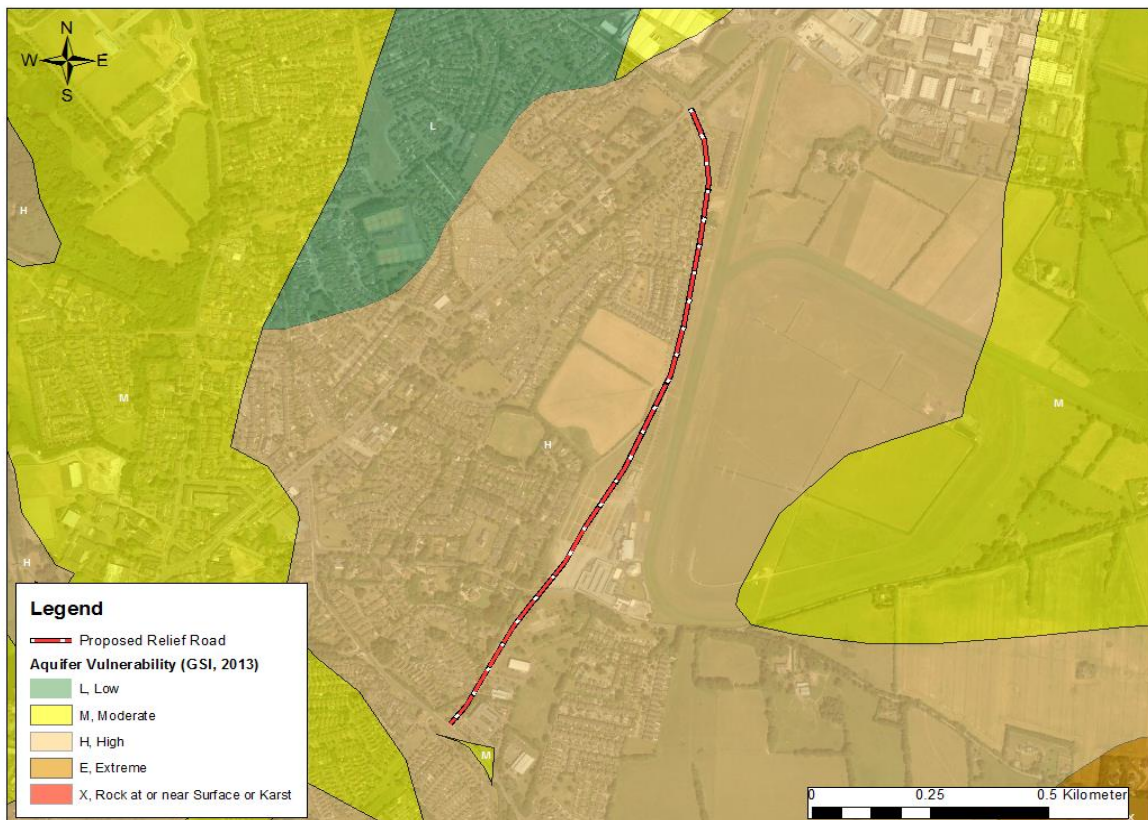 N
W E
S
L
H
M
H
M
H
M
Legend
Proposed Relief Road
Aquifer Vulnerability (GSI, 2013)
L, Low
M, Moderate
H, High
E, Extreme
X, Rock at or near Surface or Karst
0 0.25 0.5 Kilometer